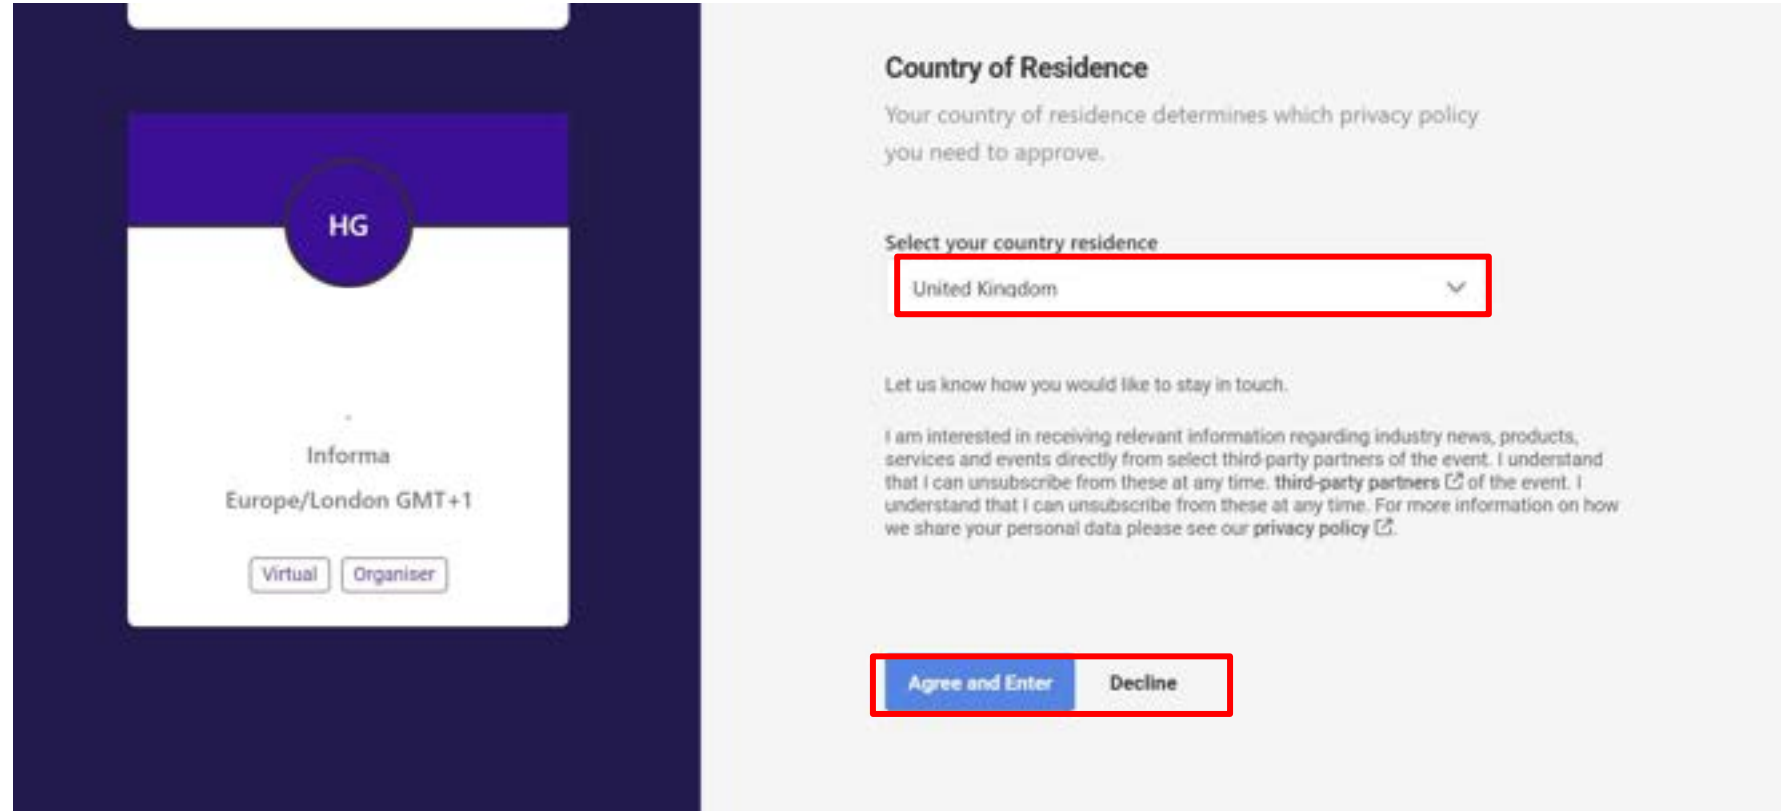 HG
-
Informa
Europe/London GMT+1
Virtual
Organiser
Country of Residence
Your country of residence determines which privacy policy
you need to approve.
Select your country residence
United Kingdom
Let us know how you would like to stay in touch.
I am interested in receiving relevant information regarding industry news, products,
services and events directly from select third-party partners of the event. I understand
that I can unsubscribe from these at any time. third-party partners of the event. I
understand that I can unsubscribe from these at any time. For more information on how
we share your personal data please see our privacy policy.
Agree and Enter
Decline